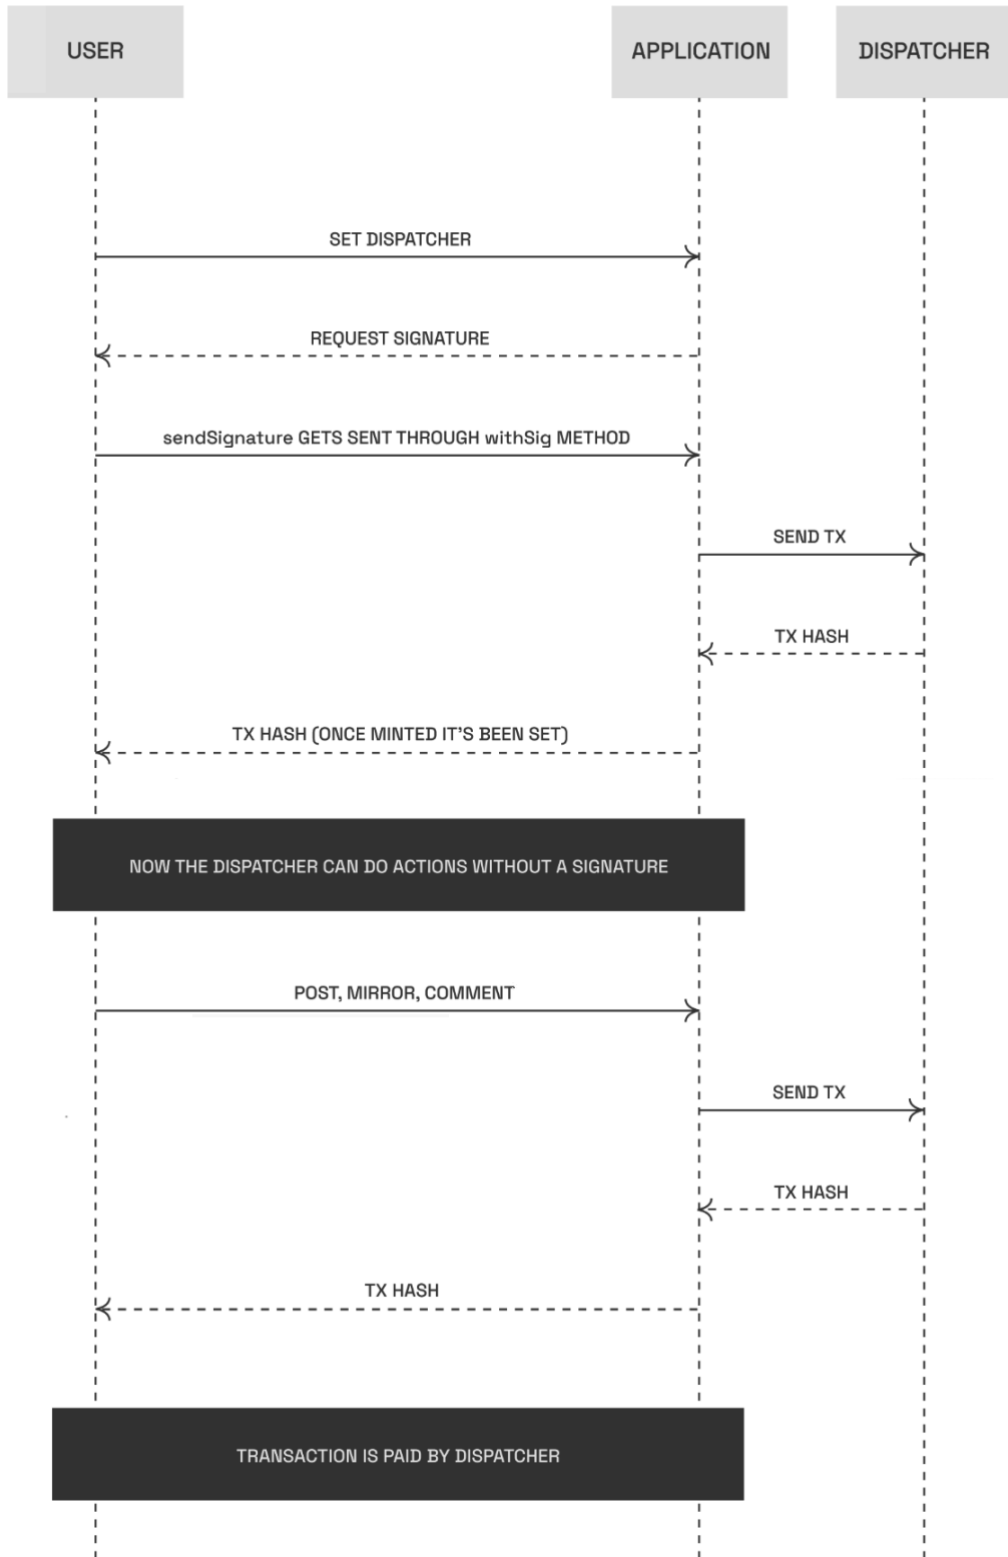 USER
APPLICATION
DISPATCHER
SET DISPATCHER
REQUEST SIGNATURE
sendSignature GETS SENT THROUGH withSig METHOD
SEND TX
TX HASH
TX HASH (ONCE MINTED IT'S BEEN SET)
NOW THE DISPATCHER CAN DO ACTIONS WITHOUT A SIGNATURE
POST, MIRROR, COMMENT
SEND TX
TX HASH
TX HASH
TRANSACTION IS PAID BY DISPATCHER